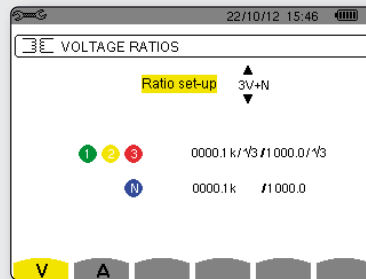 22/10/12 15:46
VOLTAGE RATIOS
Ratio set-up 3V+N
1 2 3 0000.1 k/√3 /1000.0/√3
N 0000.1k /1000.0
V A